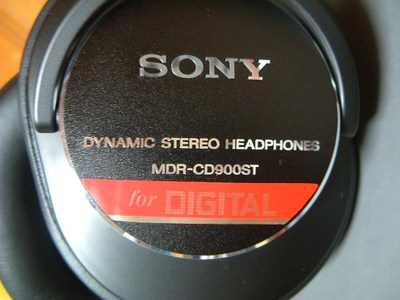 SONY
DYNAMIC STEREO HEADPHONES
MDR-CD900ST
for DIGITAL